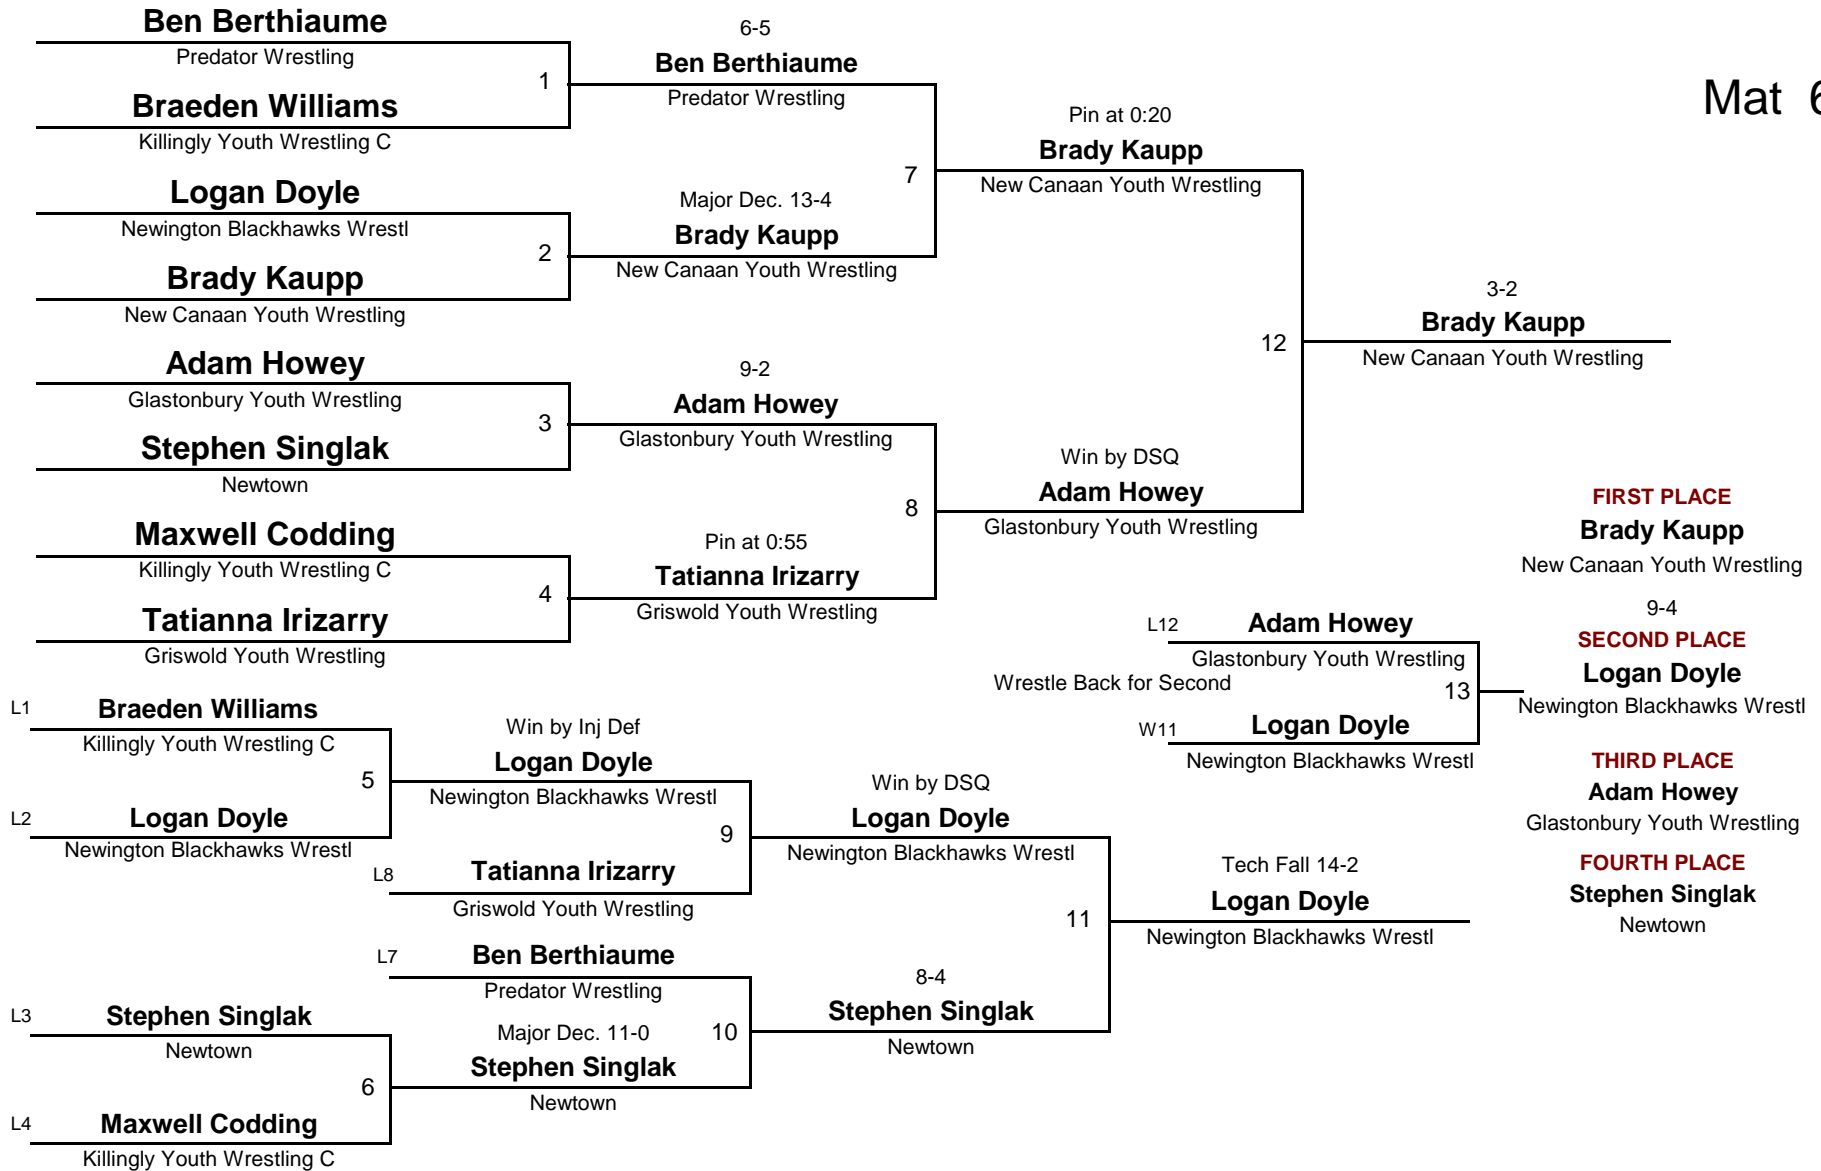 Ben Berthiaume
Predator Wrestling
1
Braeden Williams
Killingly Youth Wrestling C
Logan Doyle
Newington Blackhawks Wrestl
2
Brady Kaupp
New Canaan Youth Wrestling
Adam Howey
Glastonbury Youth Wrestling
3
Stephen Singlak
Newtown
Maxwell Codding
Killingly Youth Wrestling C
4
Tatianna Irizarry
Griswold Youth Wrestling
6-5
Ben Berthiaume
Predator Wrestling
7
Major Dec. 13-4
Brady Kaupp
New Canaan Youth Wrestling
9-2
Adam Howey
Glastonbury Youth Wrestling
8
Pin at 0:55
Tatianna Irizarry
Griswold Youth Wrestling
Pin at 0:20
Brady Kaupp
New Canaan Youth Wrestling
12
Win by DSQ
Adam Howey
Glastonbury Youth Wrestling
3-2
Brady Kaupp
New Canaan Youth Wrestling
Mat 6
L1 Braeden Williams
Killingly Youth Wrestling C
5
L2 Logan Doyle
Newington Blackhawks Wrestl
L3 Stephen Singlak
Newtown
6
L4 Maxwell Codding
Killingly Youth Wrestling C
Win by Inj Def
Logan Doyle
Newington Blackhawks Wrestl
9
L8 Tatianna Irizarry
Griswold Youth Wrestling
L7 Ben Berthiaume
Predator Wrestling
10
Major Dec. 11-0
Stephen Singlak
Newtown
Win by DSQ
Logan Doyle
Newington Blackhawks Wrestl
11
8-4
Stephen Singlak
Newtown
Tech Fall 14-2
Logan Doyle
Newington Blackhawks Wrestl
L12 Adam Howey
Glastonbury Youth Wrestling
Wrestle Back for Second
13
W11 Logan Doyle
Newington Blackhawks Wrestl
FIRST PLACE
Brady Kaupp
New Canaan Youth Wrestling
9-4
SECOND PLACE
Logan Doyle
Newington Blackhawks Wrestl
THIRD PLACE
Adam Howey
Glastonbury Youth Wrestling
FOURTH PLACE
Stephen Singlak
Newtown